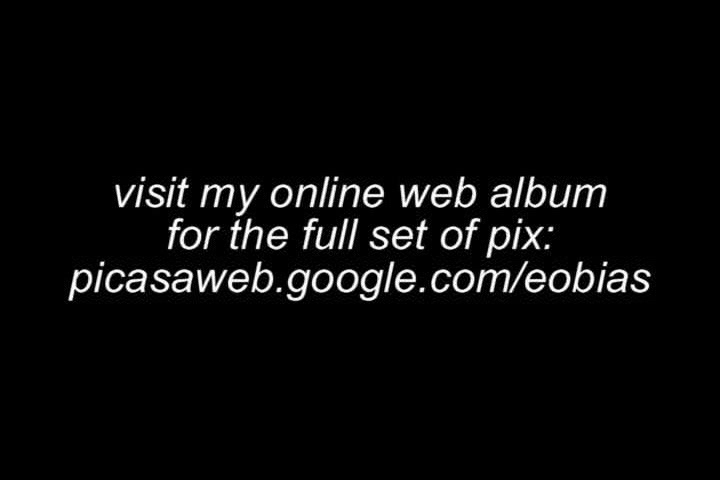 visit my online web album
for the full set of pix:
picasaweb.google.com/eobias